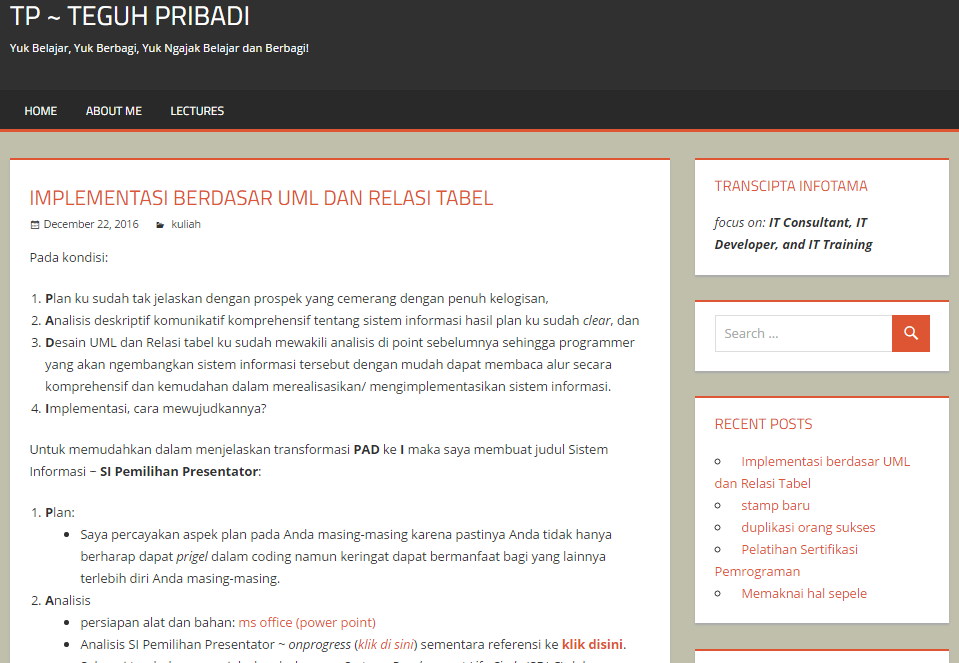 TP ~ TEGUH PRIBADI
Yuk Belajar, Yuk Berbagi, Yuk Ngajak Belajar dan Berbagi!
HOME ABOUT ME LECTURES
IMPLEMENTASI BERDASAR UML DAN RELASI TABEL
December 22, 2016 kuliah
Pada kondisi:
1. Plan ku sudah tak jelaskan dengan prospek yang cemerang dengan penuh kelogisan,
2. Analisis deskriptif komunikatif komprehensif tentang sistem informasi hasil plan ku sudah clear, dan
3. Desain UML dan Relasi tabel ku sudah mewakili analisis di point sebelumnya sehingga programmer
yang akan ngembangkan sistem informasi tersebut dengan mudah dapat membaca alur secara
komprehensif dan kemudahan dalam merealisasikan/ mengimplementasikan sistem informasi.
4. Implementasi, cara mewujudkannya?
Untuk memudahkan dalam menjelaskan transformasi PAD ke I maka saya membuat judul Sistem
Informasi – SI Pemilihan Presentator:
1. Plan:
• Saya percayakan aspek plan pada Anda masing-masing karena pastinya Anda tidak hanya
berharap dapat prigel dalam coding namun keringat dapat bermanfaat bagi yang lainnya
terlebih diri Anda masing-masing.
2. Analisis
• persiapan alat dan bahan: ms office (power point)
• Analisis SI Pemilihan Presentator ~ onprogress (klik di sini) sementara referensi ke klik disini.
TRANSCIPTA INFOTAMA
focus on: IT Consultant, IT
Developer, and IT Training
Search …
RECENT POSTS
Implementasi berdasar UML
dan Relasi Tabel
stamp baru
duplikasi orang sukses
Pelatihan Sertifikasi
Pemrograman
Memaknai hal sepele